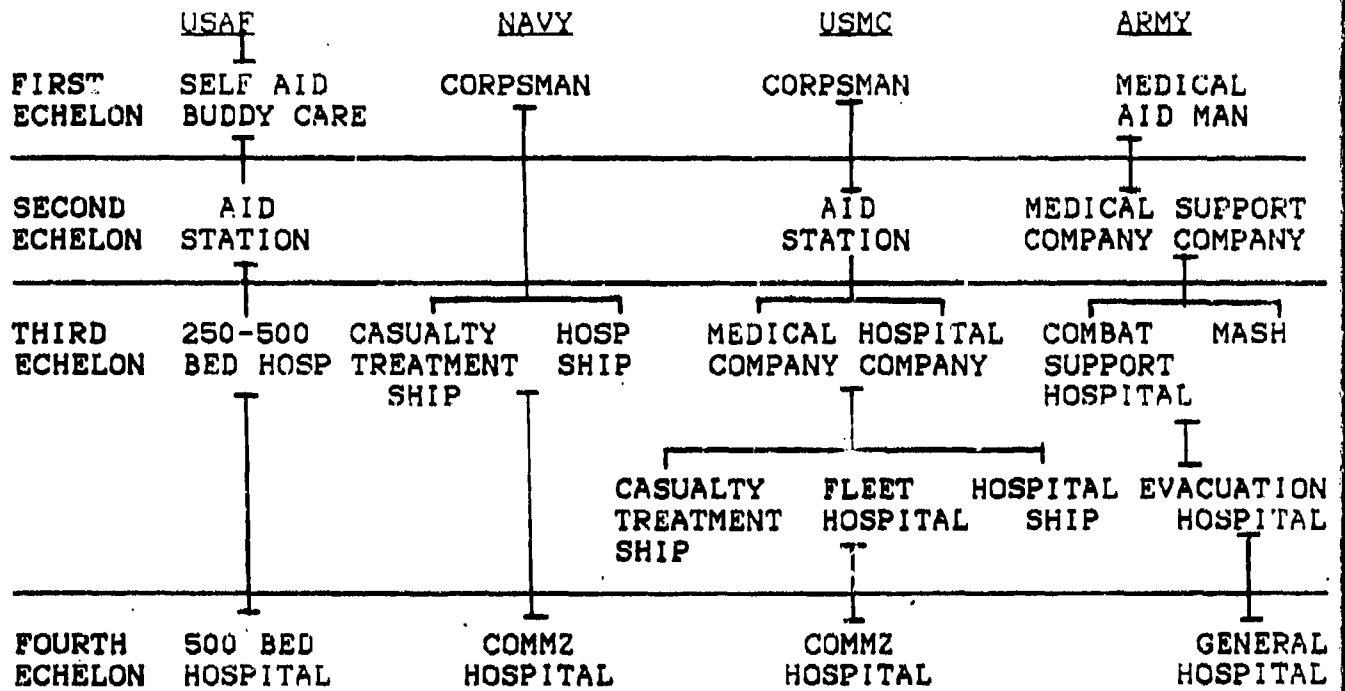 USAF NAVY USMC ARMY
FIRST SELF AID CORPSMAN CORPSMAN MEDICAL
ECHELON BUDDY CARE AID MAN
SECOND AID AID MEDICAL SUPPORT
ECHELON STATION STATION COMPANY COMPANY
THIRD 250-500 CASUALTY HOSP MEDICAL HOSPITAL COMBAT MASH
ECHELON BED HOSP TREATMENT SHIP COMPANY COMPANY SUPPORT
SHIP HOSPITAL
CASUALTY FLEET HOSPITAL EVACUATION
TREATMENT HOSPITAL SHIP HOSPITAL
SHIP
FOURTH 500 BED COMMZ COMMZ GENERAL
ECHELON HOSPITAL HOSPITAL HOSPITAL HOSPITAL